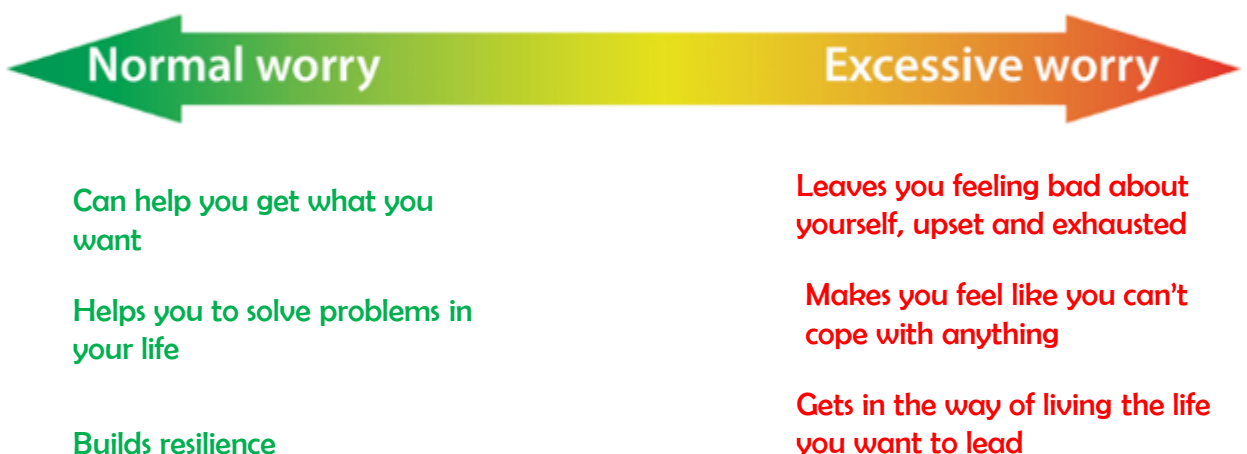 Normal worry
Excessive worry
Can help you get what you
want
Helps you to solve problems in
your life
Builds resilience
Leaves you feeling bad about
yourself, upset and exhausted
Makes you feel like you can’t
cope with anything
Gets in the way of living the life
you want to lead